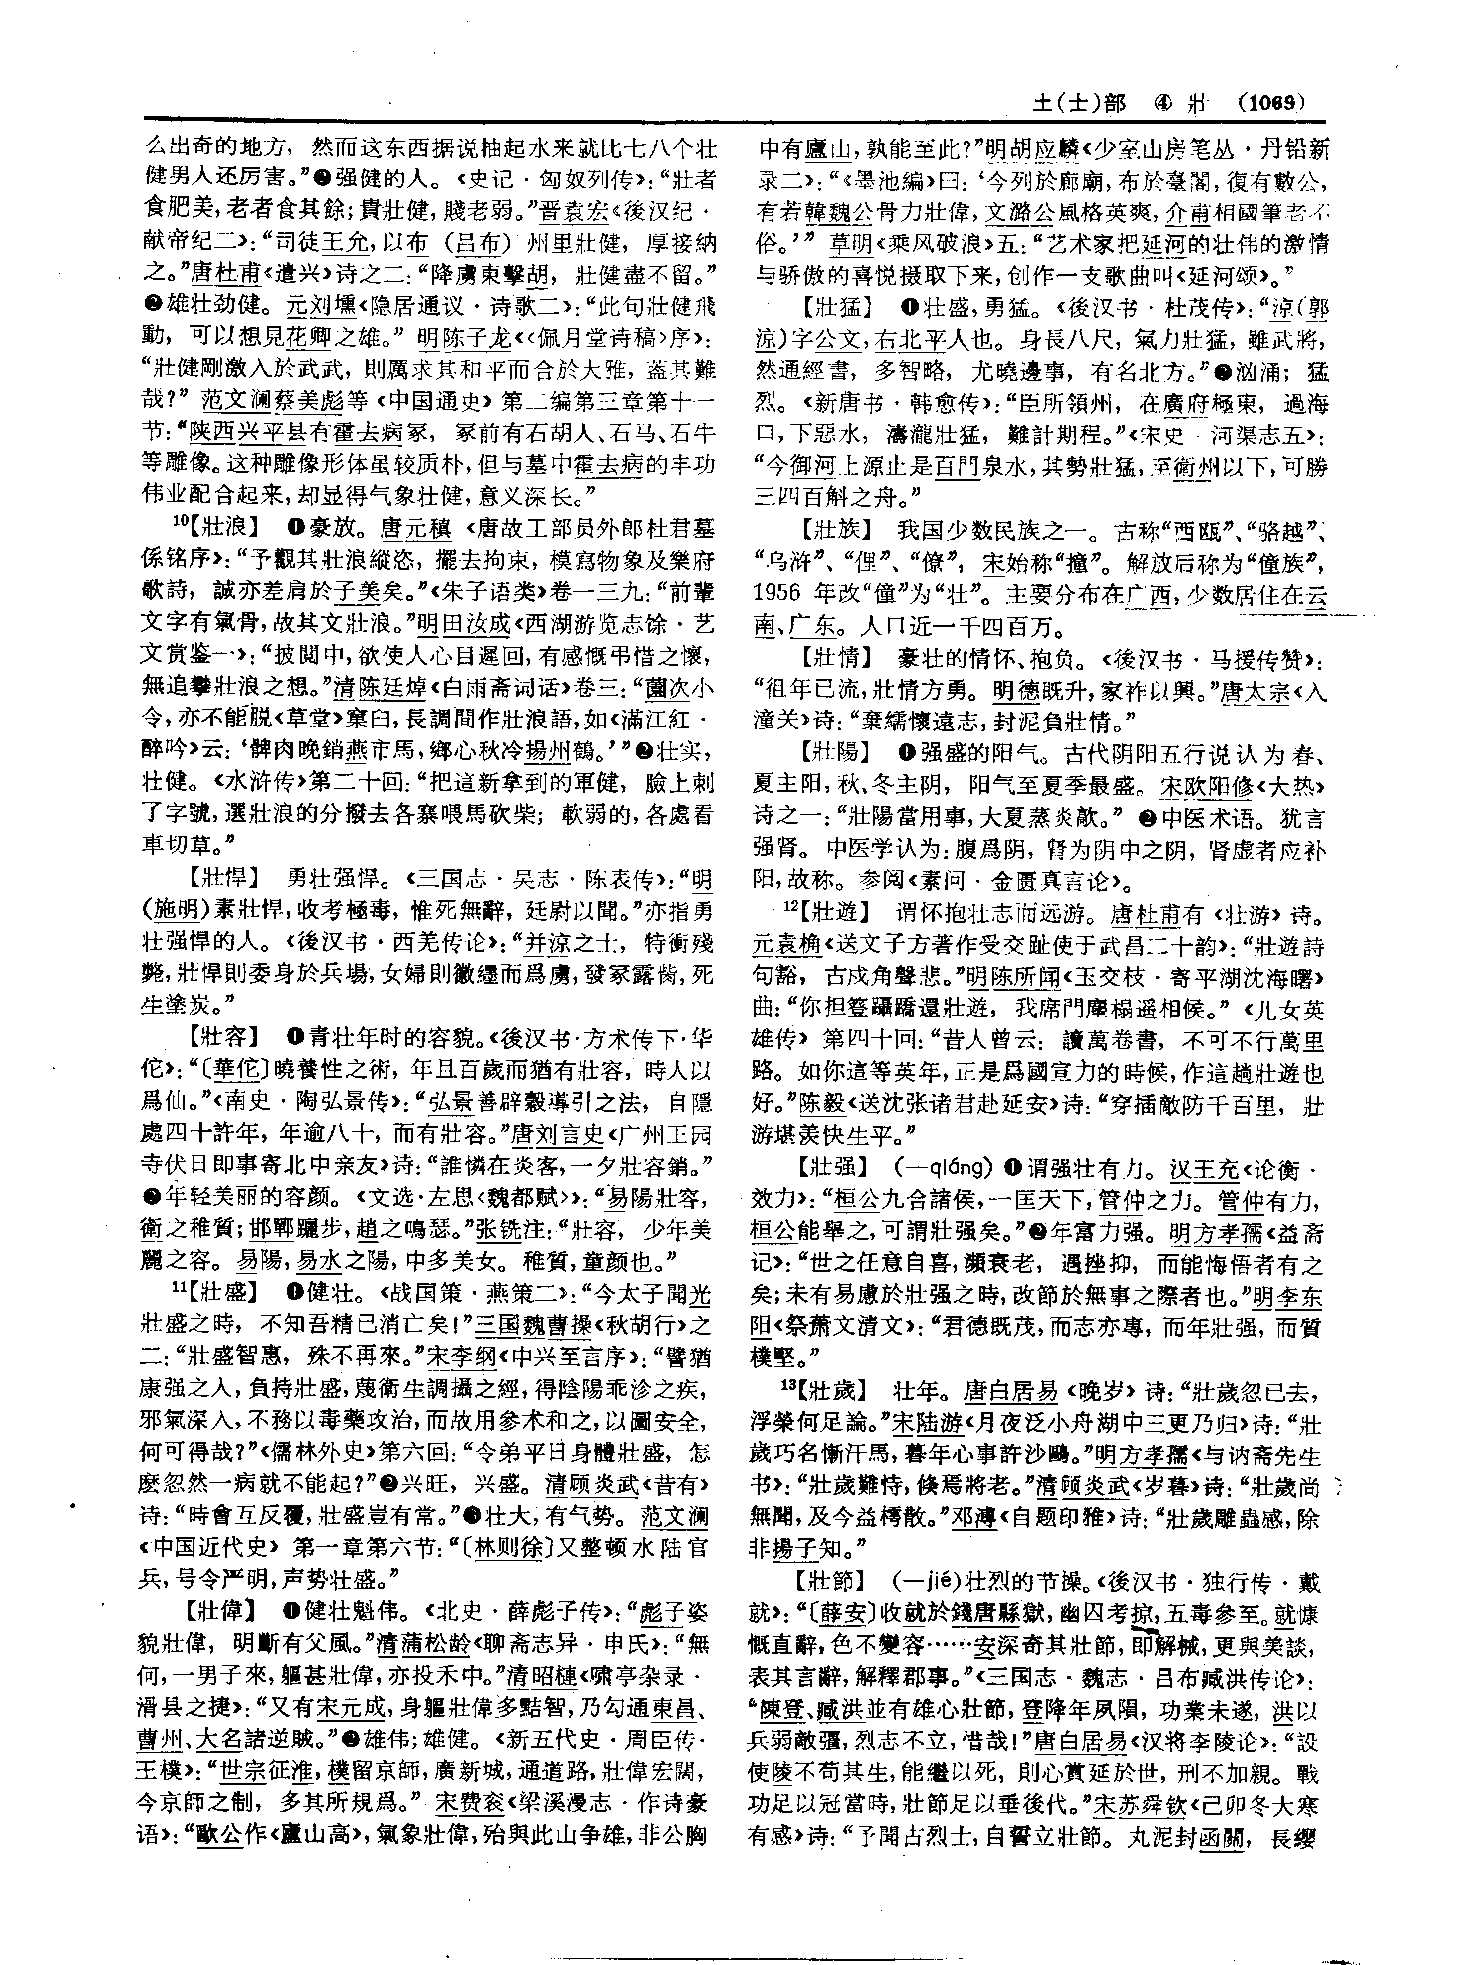 土(士)部 ④ 壯 (1069)
么出奇的地方，然而这东西据说抽起水来就比七八个壮
健男人还厉害。”❷强健的人。《史记·匈奴列传》：“壯者
食肥美，老者食其餘；貴壯健，賤老弱。”晋袁宏《後汉纪·
献帝纪二》：“司徒王允，以布（吕布）州里壯健，厚接納
之。”唐杜甫《遣兴》诗之二：“降虜東擊胡，壯健盡不留。”
❷雄壮劲健。元刘壎《隐居通议·诗歌二》：“此句壯健飛
動，可以想見花卿之雄。”明陈子龙《〈佩月堂诗稿〉序》：
“壯健剛激入於武武，則厲求其和平而合於大雅，蓋其難
哉？”范文澜蔡美彪等《中国通史》第二编第三章第十一
节：“陕西兴平县有霍去病冢，冢前有石胡人、石马、石牛
等雕像。这种雕像形体虽较质朴，但与墓中霍去病的丰功
伟业配合起来，却显得气象壮健，意义深长。”
10【壯浪】 ❶豪放。唐元稹《唐故工部员外郎杜君墓
係铭序》：“予觀其壯浪縱恣，擺去拘束，模寫物象及樂府
歌詩，誠亦差肩於子美矣。”《朱子语类》卷一三九：“前輩
文字有氣骨，故其文壯浪。”明田汝成《西湖游览志馀·艺
文赏鉴一》：“披閱中，欲使人心目遲回，有感慨弔惜之懷，
無追攀壯浪之想。”清陈廷焯《白雨斋词话》卷三：“薗次小
令，亦不能脱《草堂》窠臼，長調間作壯浪語，如《滿江紅·
醉吟》云：‘髀肉晚銷燕市馬，鄉心秋冷揚州鶴。’”❷壮实，
壮健。《水浒传》第二十回：“把這新拿到的軍健，臉上刺
了字號，選壯浪的分撥去各寨喂馬砍柴；軟弱的，各處看
車切草。”
【壯悍】 勇壮强悍。《三国志·吴志·陈表传》：“明
（施明）素壯悍，收考極毒，惟死無辭，廷尉以聞。”亦指勇
壮强悍的人。《後汉书·西羌传论》：“并涼之士，特衝殘
斃，壯悍則委身於兵場，女婦則徽纆而爲虜，發冢露胔，死
生塗炭。”
【壯容】 ❶青壮年时的容貌。《後汉书·方术传下·华
佗》：“〔華佗〕曉養性之術，年且百歲而猶有壯容，時人以
爲仙。”《南史·陶弘景传》：“弘景善辟穀導引之法，自隱
處四十許年，年逾八十，而有壯容。”唐刘言史《广州王园
寺伏日即事寄北中亲友》诗：“誰憐在炎客，一夕壯容銷。”
❷年轻美丽的容颜。《文选·左思〈魏都赋〉》：“易陽壯容，
衛之稚質；邯鄲躧步，趙之鳴瑟。”张铣注：“壯容，少年美
麗之容。易陽，易水之陽，中多美女。稚質，童颜也。”
11【壯盛】 ❶健壮。《战国策·燕策二》：“今太子聞光
壯盛之時，不知吾精已消亡矣！”三国魏曹操《秋胡行》之
二：“壯盛智惠，殊不再來。”宋李纲《中兴至言序》：“譬猶
康强之人，負持壯盛，蔑衛生調攝之經，得陰陽乖沴之疾，
邪氣深入，不務以毒藥攻治，而故用參术和之，以圖安全，
何可得哉？”《儒林外史》第六回：“令弟平日身體壯盛，怎
麽忽然一病就不能起？”❷兴旺，兴盛。清顾炎武《昔有》
诗：“時會互反覆，壯盛豈有常。”❸壮大，有气势。范文澜
《中国近代史》第一章第六节：“〔林则徐〕又整顿水陆官
兵，号令严明，声势壮盛。”
【壯偉】 ❶健壮魁伟。《北史·薛彪子传》：“彪子姿
貌壯偉，明斷有父風。”清蒲松龄《聊斋志异·申氏》：“無
何，一男子來，軀甚壯偉，亦投禾中。”清昭槤《啸亭杂录·
滑县之捷》：“又有宋元成，身軀壯偉多黠智，乃勾通東昌、
曹州、大名諸逆賊。”❷雄伟；雄健。《新五代史·周臣传·
王樸》：“世宗征淮，樸留京師，廣新城，通道路，壯偉宏闊，
今京師之制，多其所規爲。”宋费衮《梁溪漫志·作诗豪
语》：“歐公作《廬山高》，氣象壯偉，殆與此山争雄，非公胸
中有廬山，孰能至此？”明胡应麟《少室山房笔丛·丹铅新
录二》：“《墨池編》曰：‘今列於廊廟，布於臺閣，復有數公，
有若韓魏公骨力壯偉，文潞公風格英爽，介甫相國筆老不
俗。’”草明《乘风破浪》五：“艺术家把延河的壮伟的激情
与骄傲的喜悦摄取下来，创作一支歌曲叫《延河颂》。”
【壯猛】 ❶壮盛，勇猛。《後汉书·杜茂传》：“涼（郭
涼）字公文，右北平人也。身長八尺，氣力壯猛，雖武將，
然通經書，多智略，尤曉邊事，有名北方。”❷汹涌；猛
烈。《新唐书·韩愈传》：“臣所領州，在廣府極東，過海
口，下惡水，濤瀧壯猛，難計期程。”《宋史·河渠志五》：
“今御河上源止是百門泉水，其勢壯猛，至衛州以下，可勝
三四百斛之舟。”
【壯族】 我国少数民族之一。古称“西瓯”、“骆越”、
“乌浒”、“俚”、“僚”，宋始称“撞”。解放后称为“僮族”，
1956 年改“僮”为“壮”。主要分布在广西，少数居住在云
南、广东。人口近一千四百万。
【壯情】 豪壮的情怀、抱负。《後汉书·马援传赞》：
“徂年已流，壯情方勇。明德既升，家祚以興。”唐太宗《入
潼关》诗：“棄繻懷遠志，封泥負壯情。”
【壯陽】 ❶强盛的阳气。古代阴阳五行说认为春、
夏主阳，秋、冬主阴，阳气至夏季最盛。宋欧阳修《大热》
诗之一：“壯陽當用事，大夏蒸炎歊。”❷中医术语。犹言
强肾。中医学认为：腹爲阴，肾为阴中之阴，肾虚者应补
阳，故称。参阅《素问·金匮真言论》。
12【壯遊】 谓怀抱壮志而远游。唐杜甫有《壮游》诗。
元袁桷《送文子方著作受交趾使于武昌二十韵》：“壯遊詩
句豁，古戍角聲悲。”明陈所闻《玉交枝·寄平湖沈海曙》
曲：“你担簦躡蹻還壯遊，我席門塵榻遥相候。”《儿女英
雄传》第四十回：“昔人曾云：讀萬卷書，不可不行萬里
路。如你這等英年，正是爲國宣力的時候，作這趟壯遊也
好。”陈毅《送沈张诸君赴延安》诗：“穿插敵防千百里，壯
游堪羡快生平。”
【壯强】 （—qiáng）❶谓强壮有力。汉王充《论衡·
效力》：“桓公九合諸侯，一匡天下，管仲之力。管仲有力，
桓公能舉之，可謂壯强矣。”❷年富力强。明方孝孺《益斋
记》：“世之任意自喜，瀕衰老，遇挫抑，而能悔悟者有之
矣；未有易慮於壯强之時，改節於無事之際者也。”明李东
阳《祭萧文清文》：“君德既茂，而志亦專，而年壯强，而質
樸堅。”
13【壯歲】 壮年。唐白居易《晚岁》诗：“壯歲忽已去，
浮榮何足論。”宋陆游《月夜泛小舟湖中三更乃归》诗：“壯
歲巧名慚汗馬，暮年心事許沙鷗。”明方孝孺《与讷斋先生
书》：“壯歲難恃，倏焉將老。”清顾炎武《岁暮》诗：“壯歲尚
無聞，及今益樗散。”邓溥《自题印雅》诗：“壯歲雕蟲感，除
非揚子知。”
【壯節】 （—jié）壮烈的节操。《後汉书·独行传·戴
就》：“〔薛安〕收就於錢唐縣獄，幽囚考掠，五毒參至。就慷
慨直辭，色不變容……安深奇其壯節，即解械，更與美談，
表其言辭，解釋郡事。”《三国志·魏志·吕布臧洪传论》：
“陳登、臧洪並有雄心壯節，登降年夙隕，功業未遂，洪以
兵弱敵彊，烈志不立，惜哉！”唐白居易《汉将李陵论》：“設
使陵不苟其生，能繼以死，則心賞延於世，刑不加親。戰
功足以冠當時，壯節足以垂後代。”宋苏舜钦《己卯冬大寒
有感》诗：“予聞古烈士，自誓立壯節。丸泥封函關，長纓